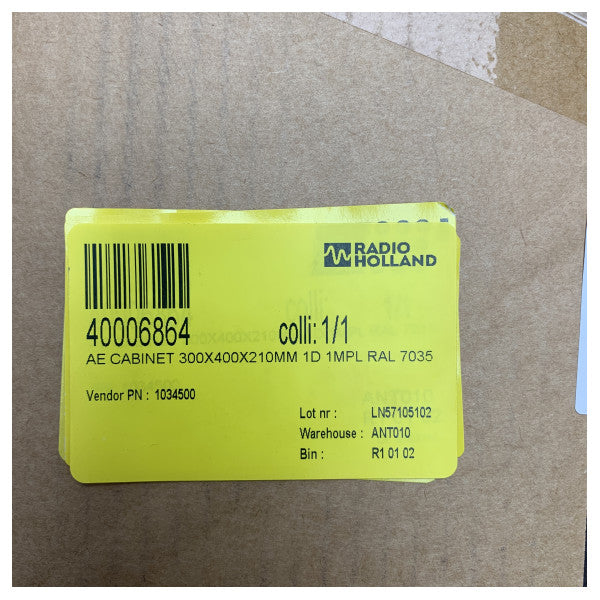 RADIO
HOLLAND
40006864 colli: 1/1
AE CABINET 300X400X210MM 1D 1MPL RAL 7035
Vendor PN : 1034500
Lot nr : LN57105102
Warehouse : ANT010
Bin : R1 01 02